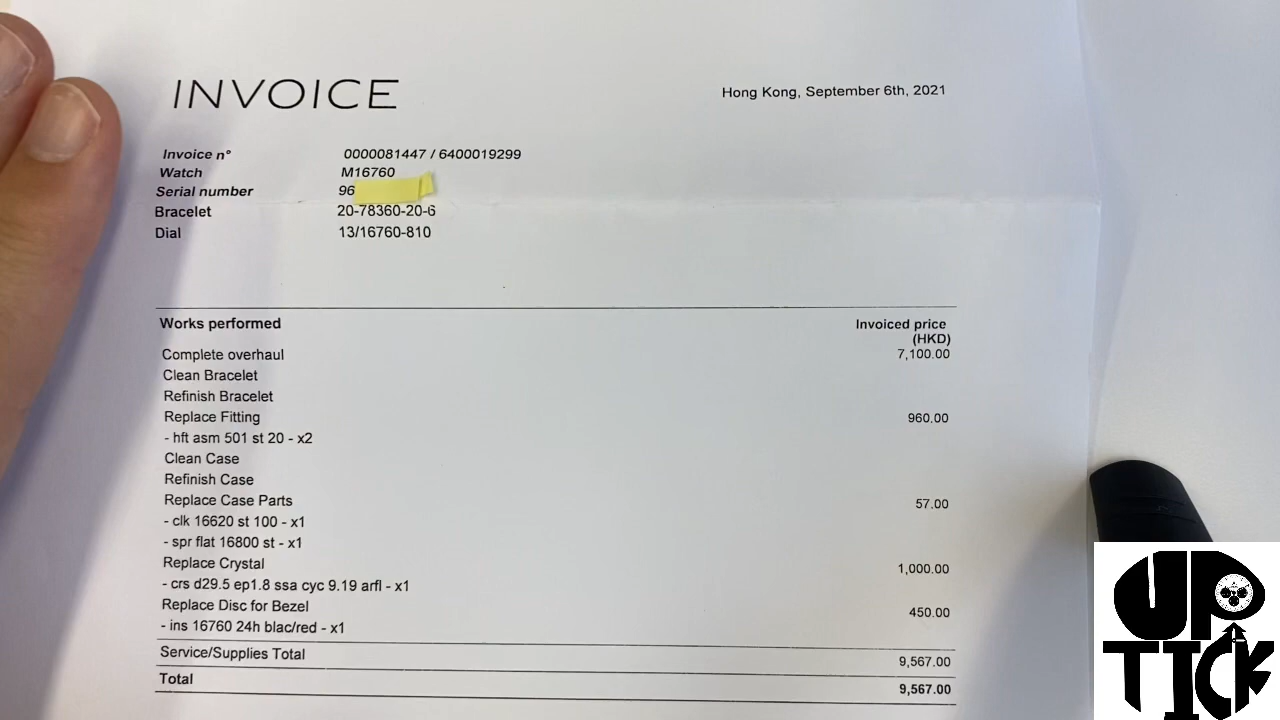 INVOICE
Hong Kong, September 6th, 2021
Invoice n° 0000081447 / 6400019299
Watch M16760
Serial number 96
Bracelet 20-78360-20-6
Dial 13/16760-810
Works performed Invoiced price
(HKD)
Complete overhaul 7,100.00
Clean Bracelet
Refinish Bracelet
Replace Fitting 960.00
- hft asm 501 st 20 - x2
Clean Case
Refinish Case
Replace Case Parts 57.00
- clk 16620 st 100 - x1
- spr flat 16800 st - x1
Replace Crystal 1,000.00
- crs d29.5 ep1.8 ssa cyc 9.19 arfl - x1
Replace Disc for Bezel 450.00
- ins 16760 24h blac/red - x1
Service/Supplies Total 9,567.00
Total 9,567.00
UP
TICK